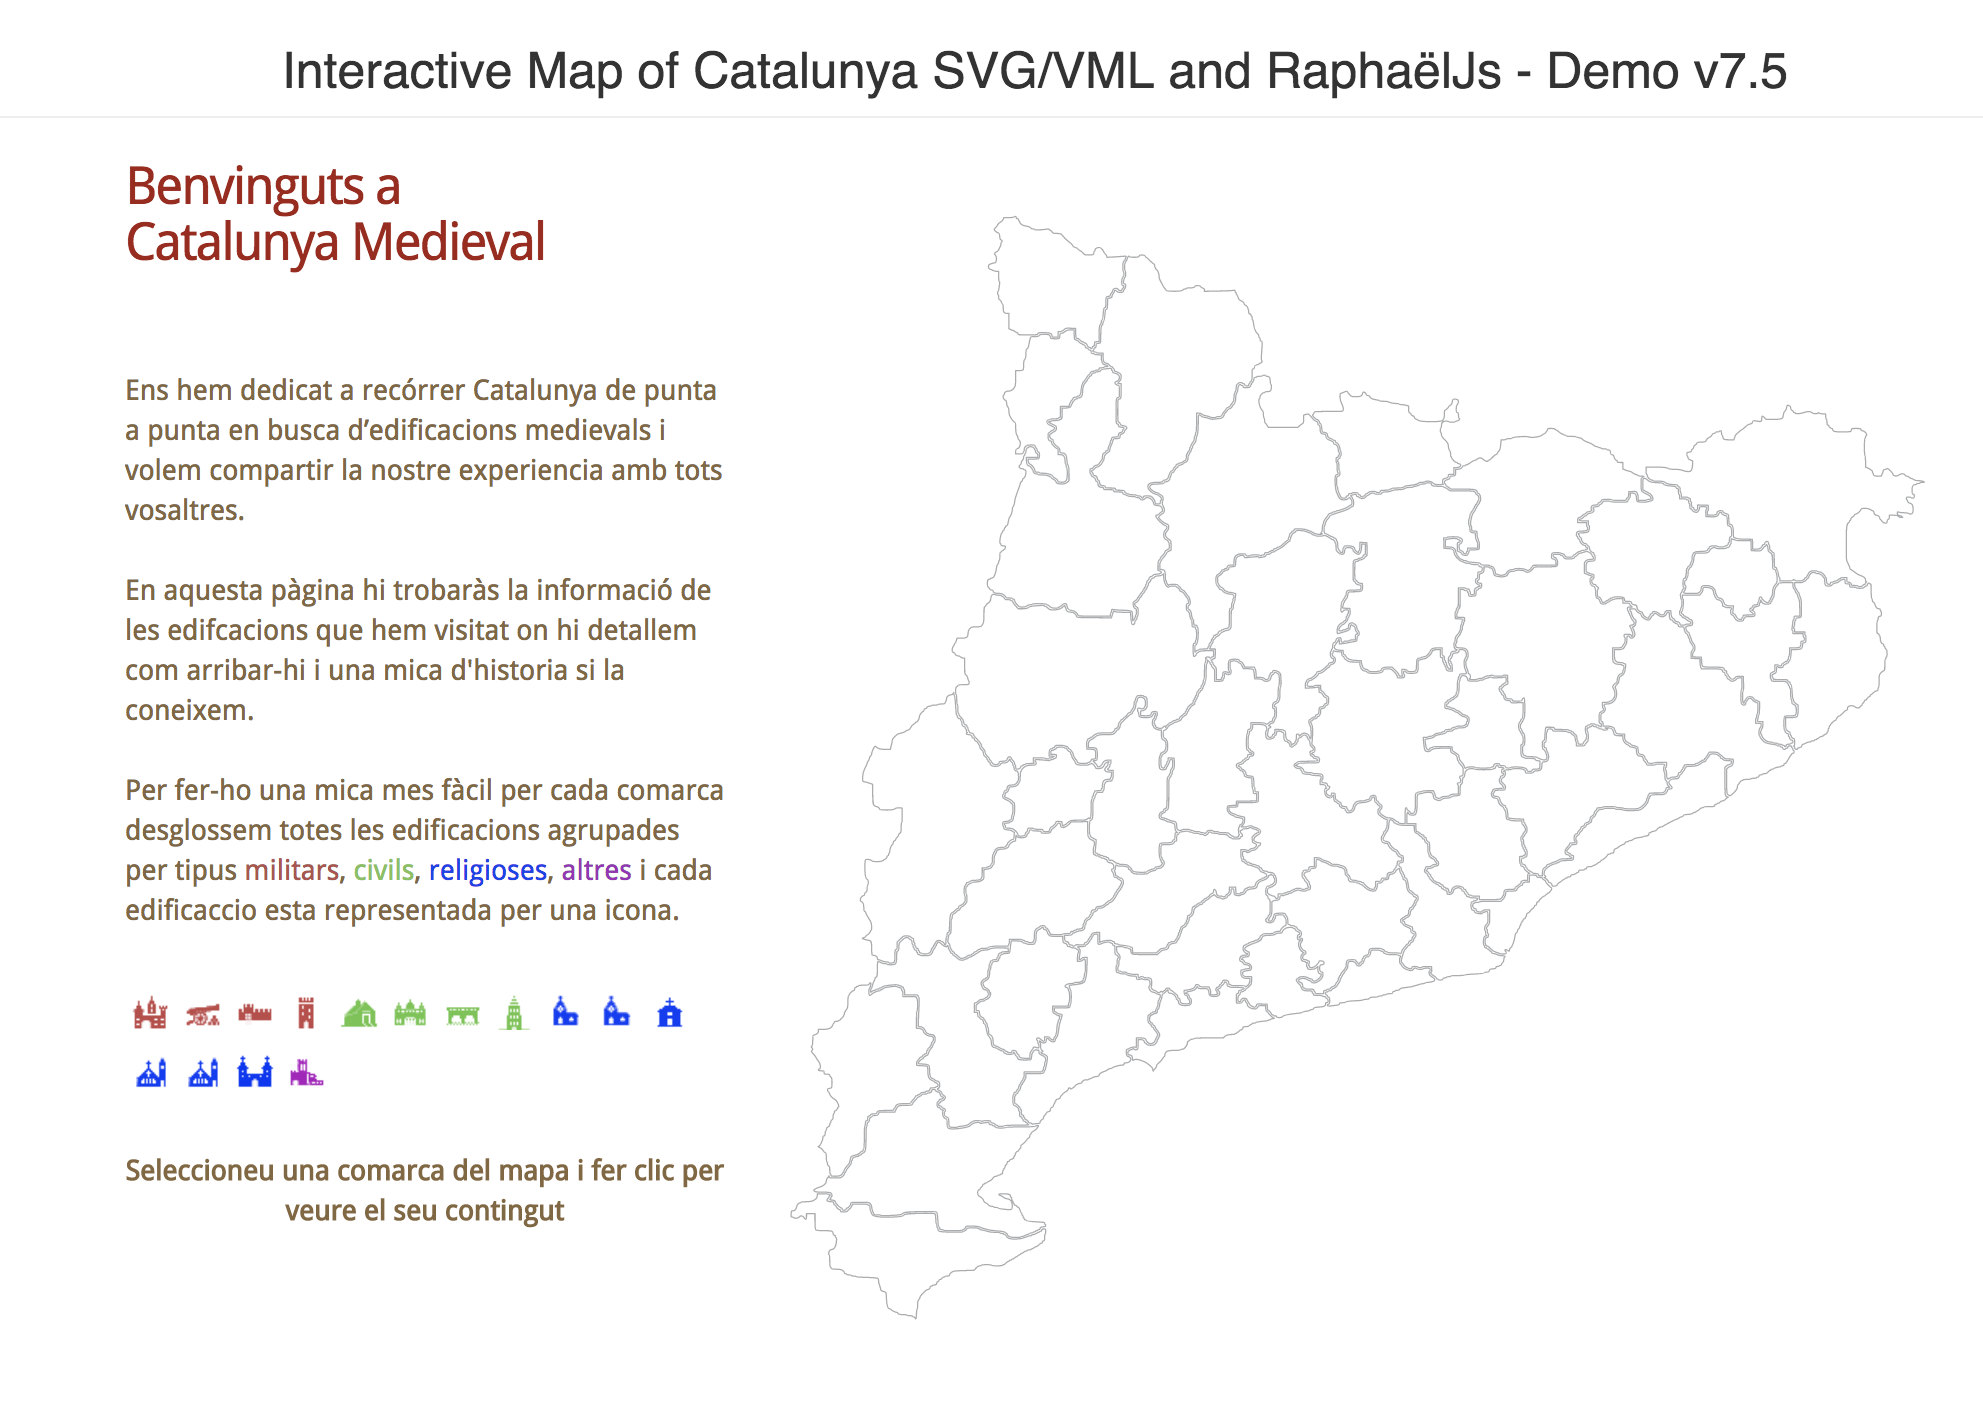 Interactive Map of Catalunya SVG/VML and RaphaëlJs - Demo v7.5
Benvinguts a
Catalunya Medieval
Ens hem dedicat a recórrer Catalunya de punta
a punta en busca d’edificacions medievals i
volem compartir la nostre experiencia amb tots
vosaltres.
En aquesta pàgina hi trobaràs la informació de
les edifcacions que hem visitat on hi detallem
com arribar-hi i una mica d'historia si la
coneixem.
Per fer-ho una mica mes fàcil per cada comarca
desglossem totes les edificacions agrupades
per tipus militars, civils, religioses, altres i cada
edificaccio esta representada per una icona.
Seleccioneu una comarca del mapa i fer clic per
veure el seu contingut